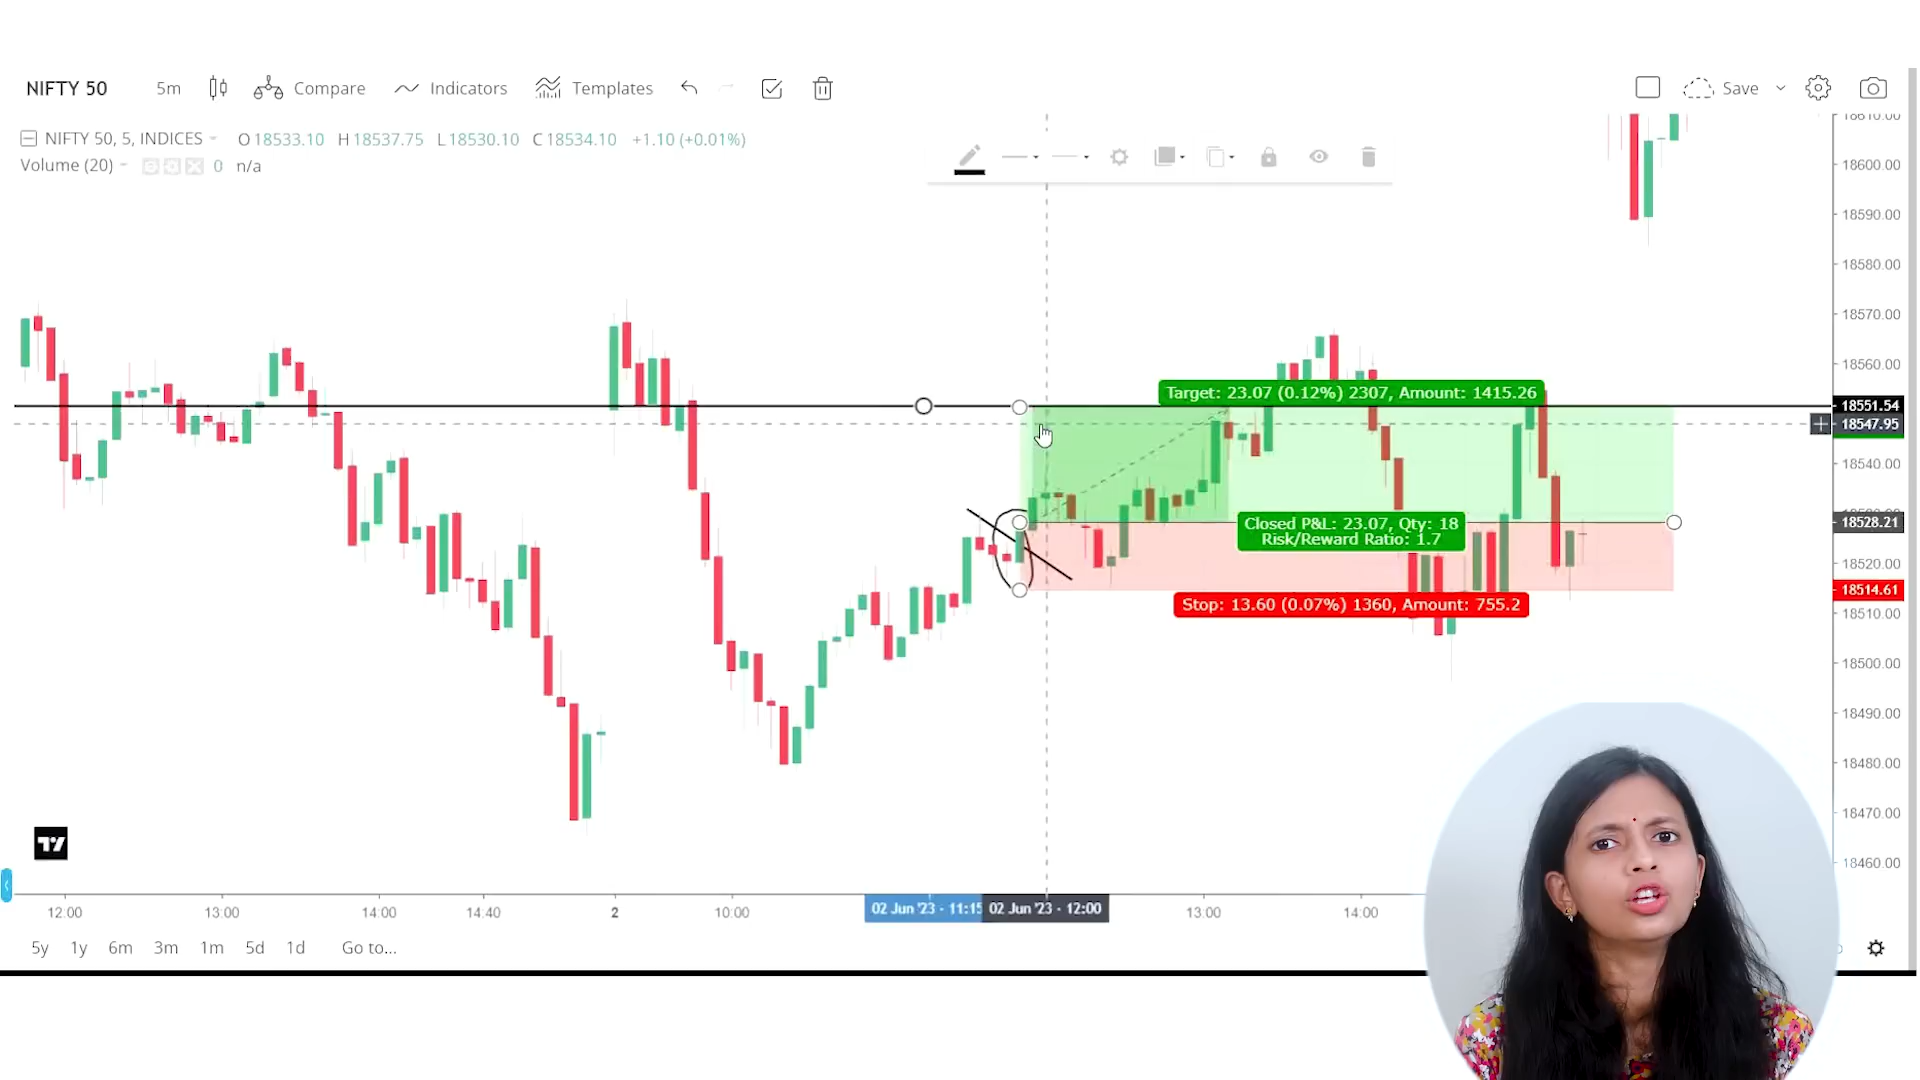 NIFTY 50 5m Compare Indicators Templates Save
NIFTY 50, 5, INDICES O18533.10 H18537.75 L18530.10 C18534.10 +1.10 (+0.01%)
Volume (20) 0 n/a
18610.00
18600.00
18590.00
18580.00
18570.00
18560.00
Target: 23.07 (0.12%) 2307, Amount: 1415.26
18551.54
18547.95
18540.00
Closed P&L: 23.07, Qty: 18
Risk/Reward Ratio: 1.7
18528.21
18520.00
18514.61
Stop: 13.60 (0.07%) 1360, Amount: 755.2
18510.00
18500.00
18490.00
18480.00
18470.00
18460.00
12:00 13:00 14:00 14:40 2 10:00 02 Jun '23 - 11:15 02 Jun '23 - 12:00 13:00 14:00
5y 1y 6m 3m 1m 5d 1d Go to...